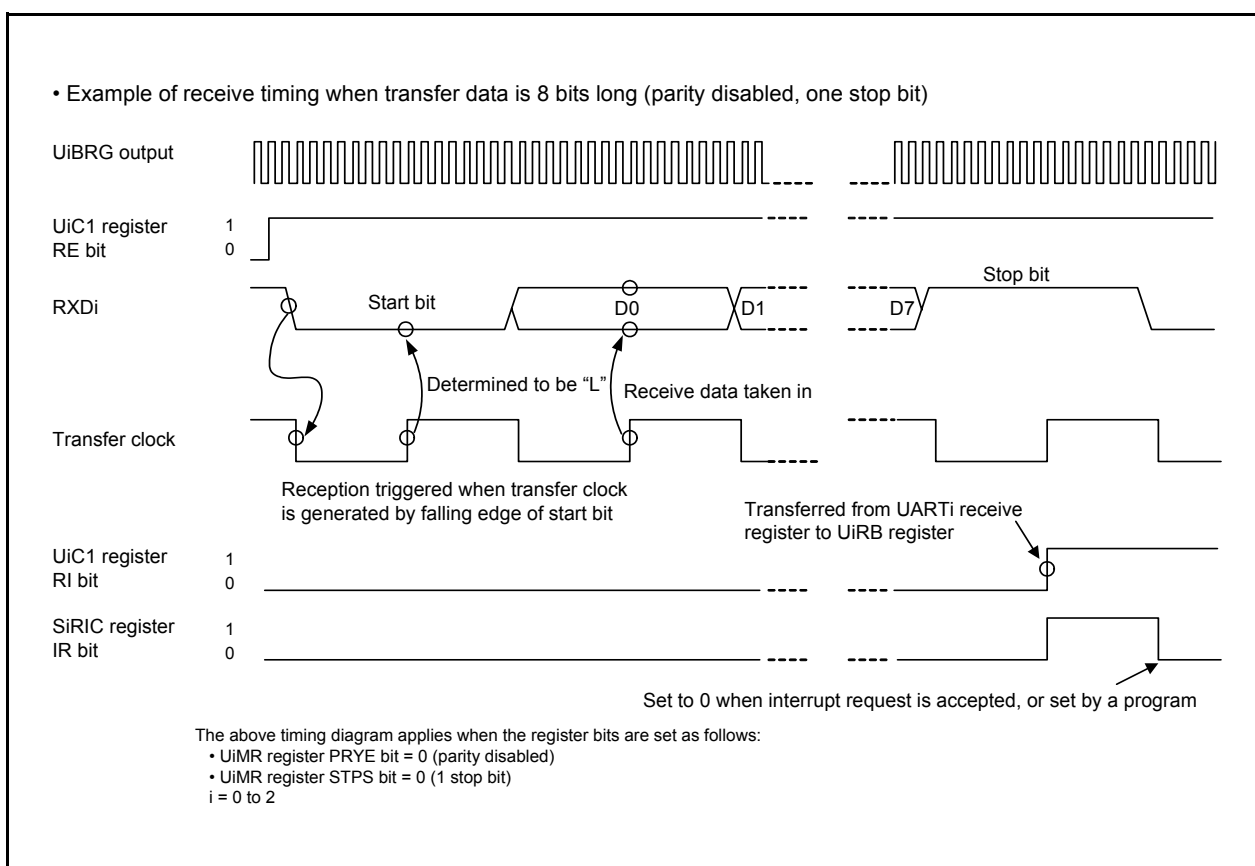 • Example of receive timing when transfer data is 8 bits long (parity disabled, one stop bit)
UiBRG output
UiC1 register
RE bit
1
0
RXDi
Start bit
D0
D1
D7
Stop bit
Determined to be “L”
Receive data taken in
Transfer clock
Reception triggered when transfer clock
is generated by falling edge of start bit
Transferred from UARTi receive
register to UiRB register
UiC1 register
RI bit
1
0
SiRIC register
IR bit
1
0
Set to 0 when interrupt request is accepted, or set by a program
The above timing diagram applies when the register bits are set as follows:
• UiMR register PRYE bit = 0 (parity disabled)
• UiMR register STPS bit = 0 (1 stop bit)
i = 0 to 2